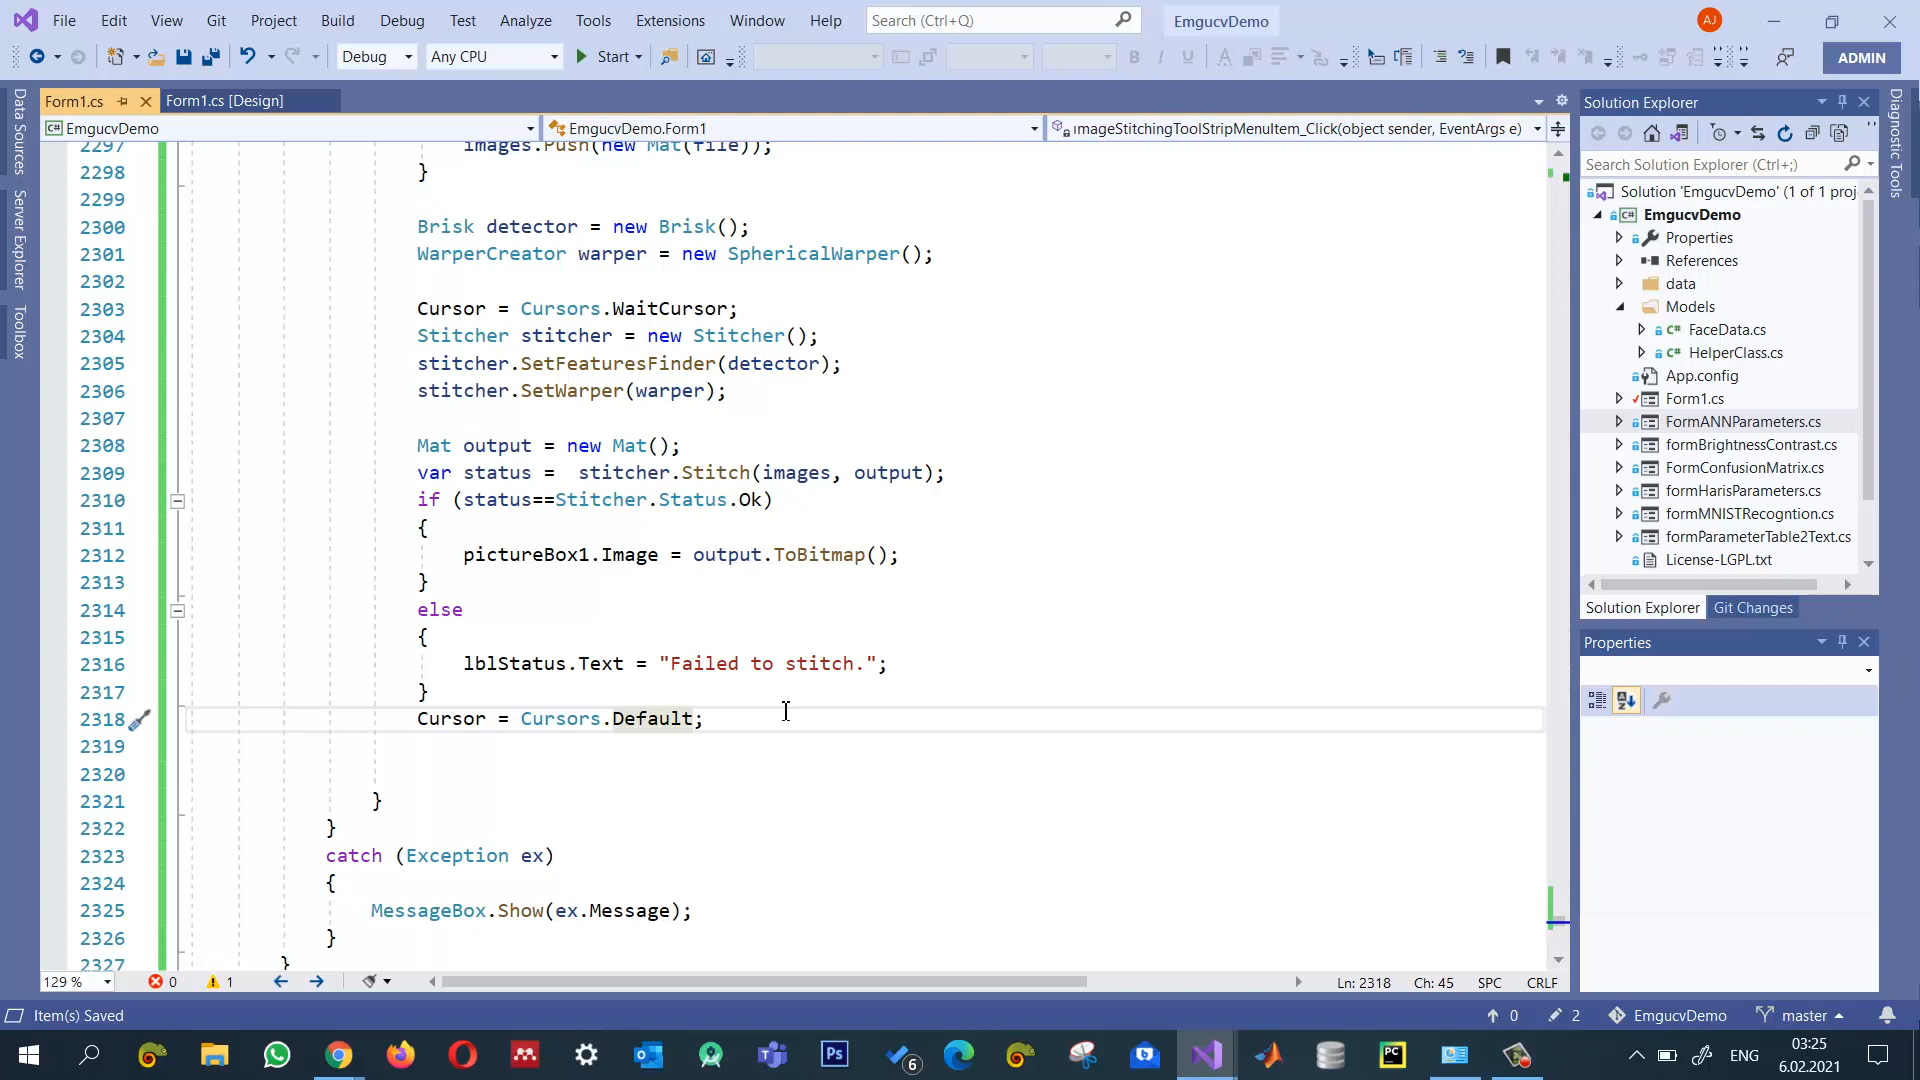 File Edit View Git Project Build Debug Test Analyze Tools Extensions Window Help Search (Ctrl+Q) EmgucvDemo AJ
Debug Any CPU Start ADMIN
Form1.cs Form1.cs [Design]
EmgucvDemo EmgucvDemo.Form1 imageStitchingToolStripMenuItem_Click(object sender, EventArgs e)
Data Sources
Server Explorer
Toolbox
2297 images.Push(new Mat(file));
2298 }
2299
2300 Brisk detector = new Brisk();
2301 WarperCreator warper = new SphericalWarper();
2302
2303 Cursor = Cursors.WaitCursor;
2304 Stitcher stitcher = new Stitcher();
2305 stitcher.SetFeaturesFinder(detector);
2306 stitcher.SetWarper(warper);
2307
2308 Mat output = new Mat();
2309 var status =  stitcher.Stitch(images, output);
2310 if (status==Stitcher.Status.Ok)
2311 {
2312 pictureBox1.Image = output.ToBitmap();
2313 }
2314 else
2315 {
2316 lblStatus.Text = "Failed to stitch.";
2317 }
2318 Cursor = Cursors.Default;
2319
2320
2321 }
2322 }
2323 catch (Exception ex)
2324 {
2325 MessageBox.Show(ex.Message);
2326 }
2327 }
129 % 0 1 Ln: 2318 Ch: 45 SPC CRLF
Solution Explorer
Search Solution Explorer (Ctrl+;)
Solution 'EmgucvDemo' (1 of 1 proj
EmgucvDemo
Properties
References
data
Models
FaceData.cs
HelperClass.cs
App.config
Form1.cs
FormANNParameters.cs
formBrightnessContrast.cs
FormConfusionMatrix.cs
formHarisParameters.cs
formMNISTRecogntion.cs
formParameterTable2Text.cs
License-LGPL.txt
Solution Explorer Git Changes
Properties
Diagnostic Tools
Item(s) Saved 0 2 EmgucvDemo master
6 ENG 03:25
6.02.2021